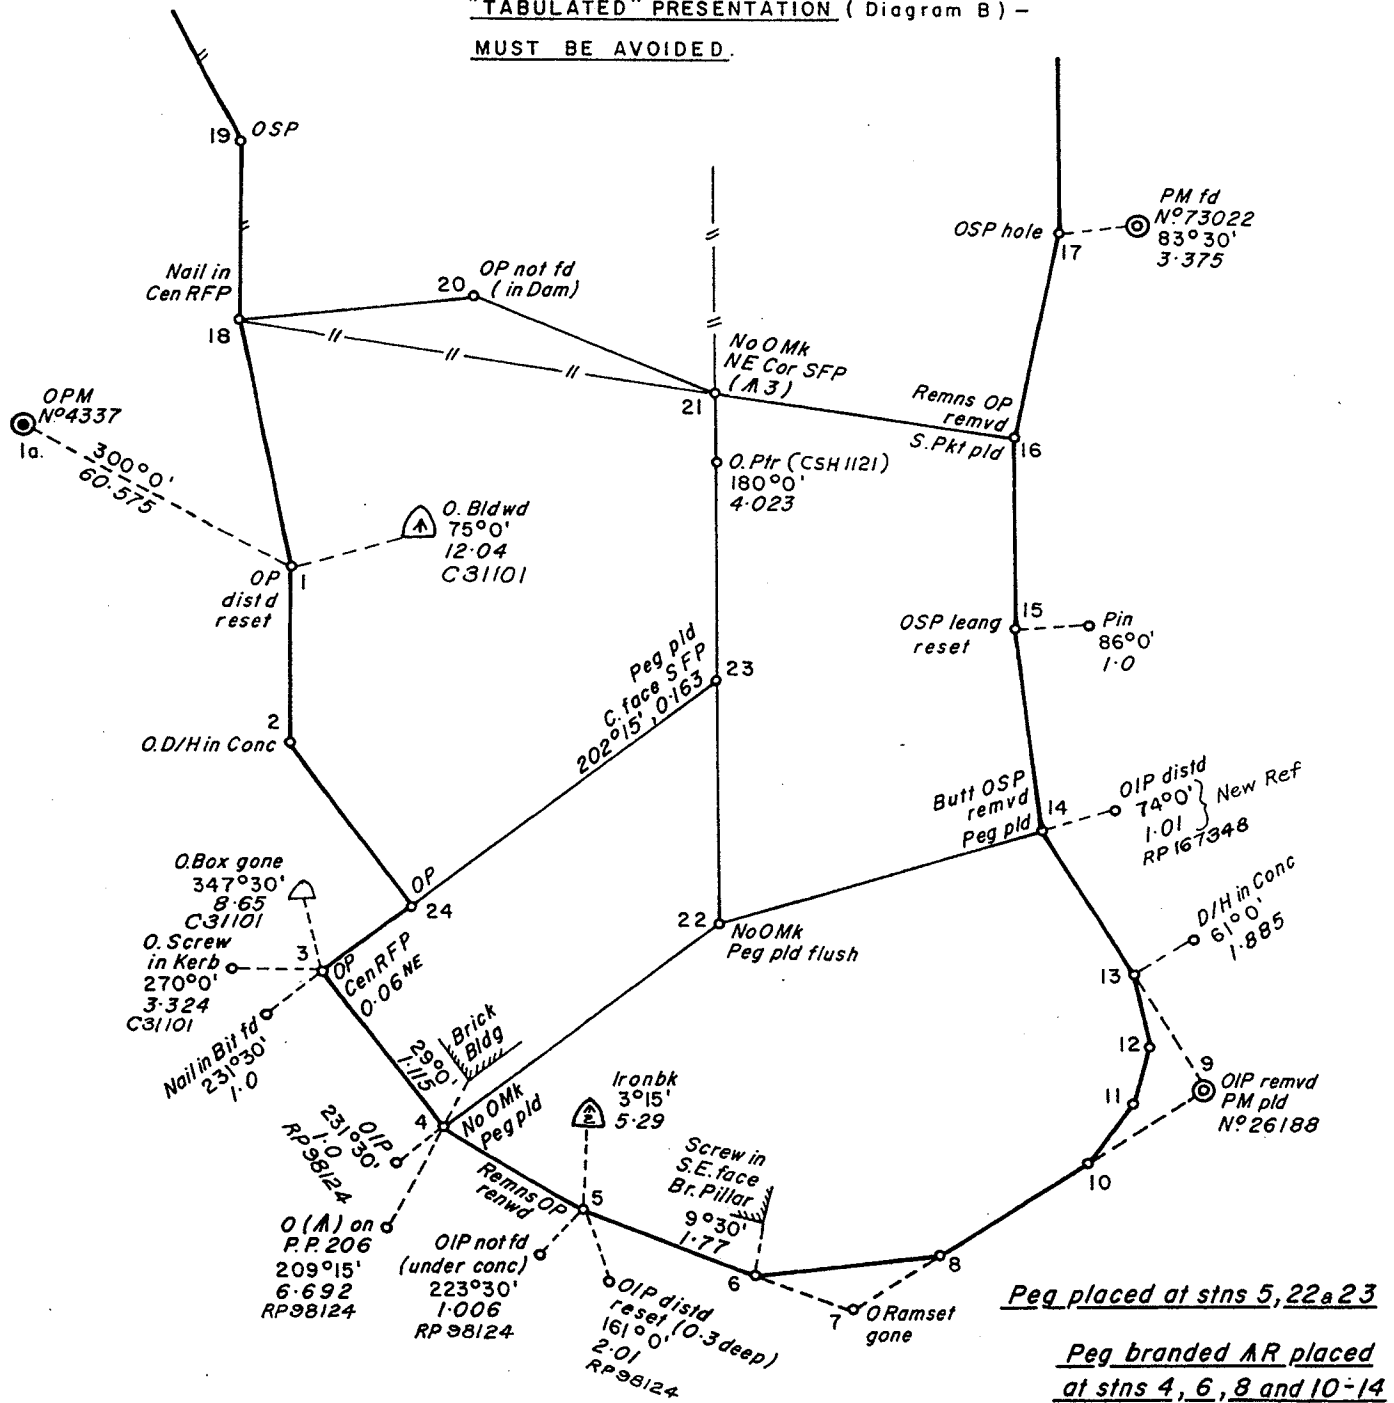 "TABULATED" PRESENTATION ( Diagram B ) –
MUST BE AVOIDED.
19
OSP
PM fd
Nº73022
83°30'
3·375
OSP hole
17
Nail in
Cen RFP
18
20
OP not fd
( in Dam)
No O Mk
NE Cor SFP
(⩚3)
21
Remns OP
remvd
S. Pkt pld
16
OPM
Nº4337
1a.
300°0'
60·575
O. Bldwd
75°0'
12·04
C31101
O. Ptr (CSH1121)
180°0'
4·023
OP
distd
reset
1
OSP leang
reset
15
Pin
86°0'
1·0
Peg pld
C. face SFP
202°15', 0·163
23
2
O.D/H in Conc
Butt OSP
removd
Peg pld
14
OIP distd
74°0'
1·01
RP167348
New Ref
O.Box gone
347°30'
8·65
C31101
OP
24
22
No O Mk
Peg pld flush
D/H in Conc
61°0'
1·885
O. Screw
in Kerb
270°0'
3·324
C31101
3
OP
Cen RFP
0·06 NE
13
Nail in Bit fd
231°30'
1·0
29°0'
1·115
Brick
Bldg
12
11
9
OIP remvd
PM pld
Nº 26188
10
4
No O Mk
Peg pld
Ironbk
3°15'
5·29
OIP
231°30'
1·0
RP98124
Remns OP
renwd
5
Screw in
S.E. face
Br. Pillar
9°30'
1·77
O (⩚) on
P.P. 206
209°15'
6·692
RP98124
OIP not fd
(under conc)
223°30'
1·006
RP 98124
OIP distd
reset (0·3 deep)
161°0'
2·01
RP98124
6
7
O Ramset
gone
8
Peg placed at stns 5, 22 & 23
Peg branded ⩚R placed
at stns 4, 6, 8 and 10-14